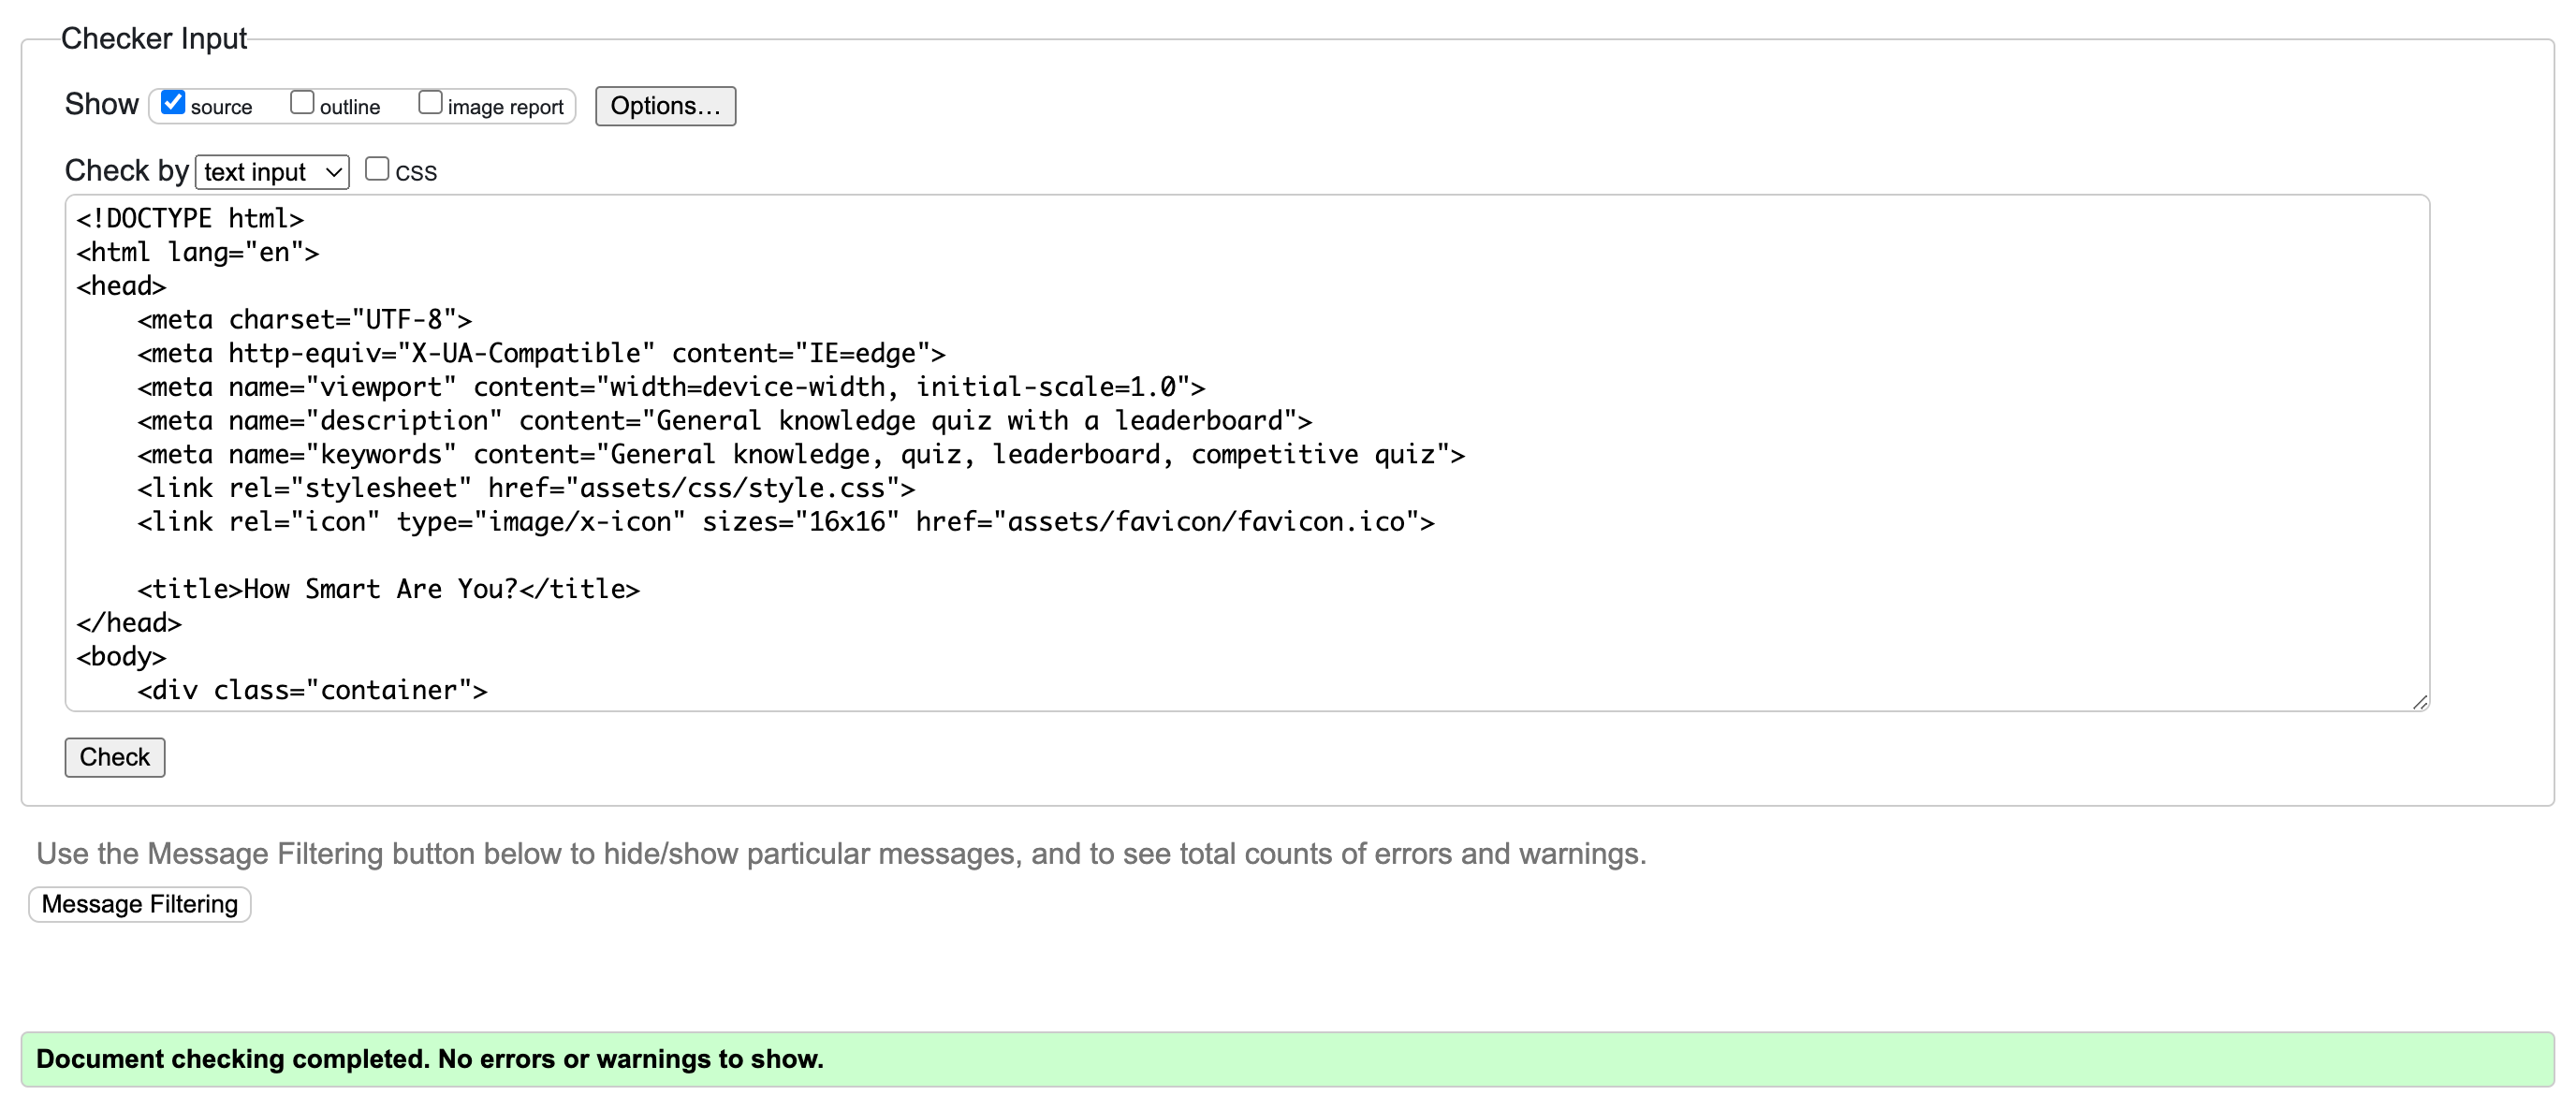 Checker Input
Show source outline image report Options...
Check by text input CSS
<!DOCTYPE html>
<html lang="en">
<head>
    <meta charset="UTF-8">
    <meta http-equiv="X-UA-Compatible" content="IE=edge">
    <meta name="viewport" content="width=device-width, initial-scale=1.0">
    <meta name="description" content="General knowledge quiz with a leaderboard">
    <meta name="keywords" content="General knowledge, quiz, leaderboard, competitive quiz">
    <link rel="stylesheet" href="assets/css/style.css">
    <link rel="icon" type="image/x-icon" sizes="16x16" href="assets/favicon/favicon.ico">
    <title>How Smart Are You?</title>
</head>
<body>
    <div class="container">
Check
Use the Message Filtering button below to hide/show particular messages, and to see total counts of errors and warnings.
Message Filtering
Document checking completed. No errors or warnings to show.